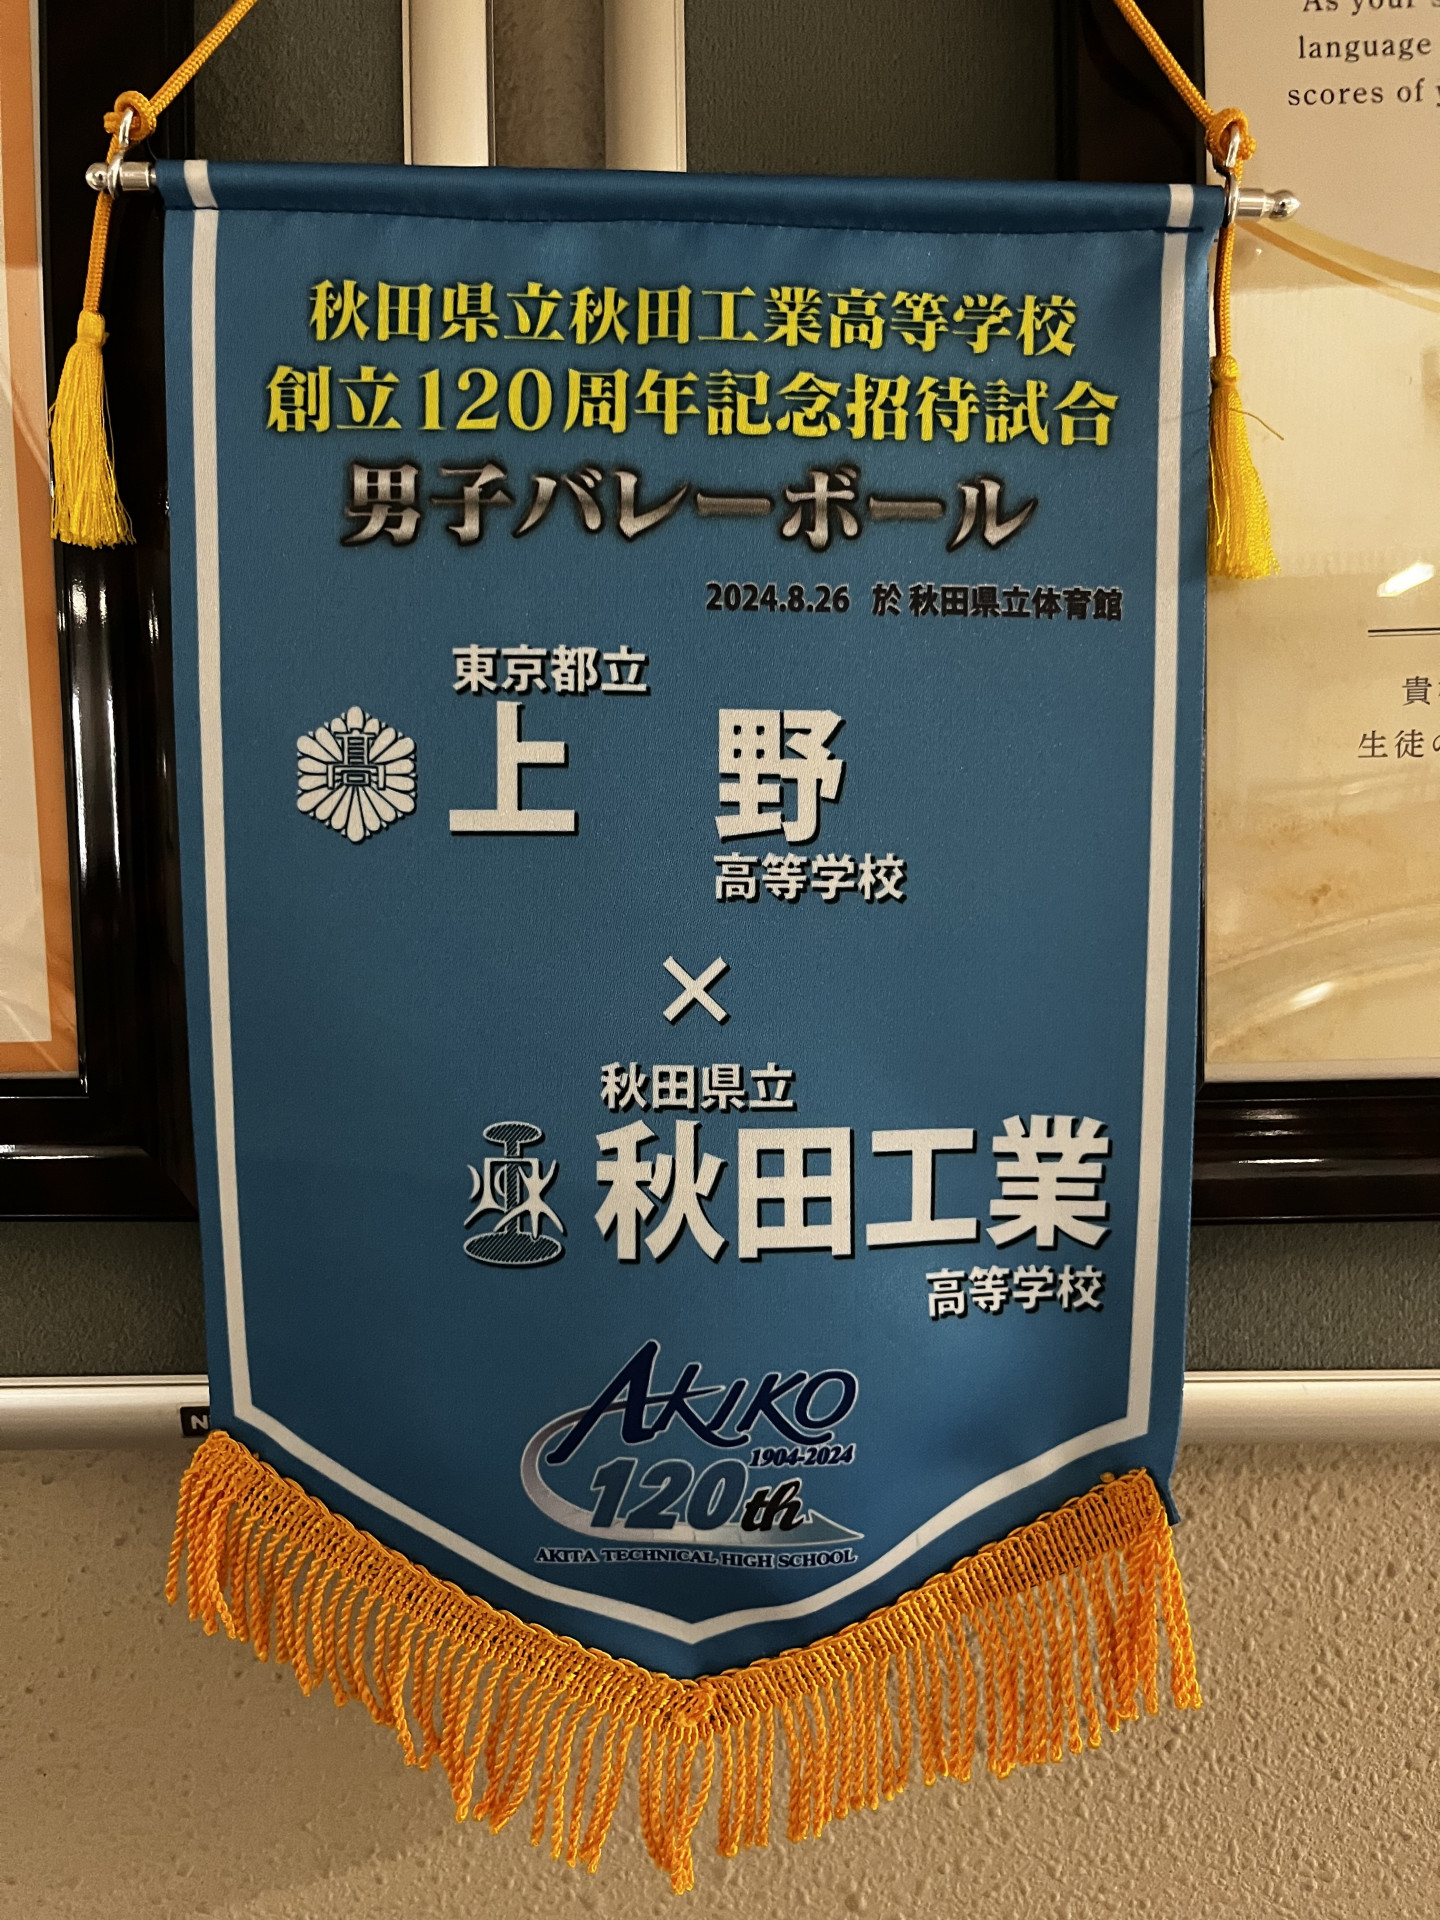 As your
language
scores of
秋田県立秋田工業高等学校
創立120周年記念招待試合
男子バレーボール
2024.8.26 於 秋田県立体育館
東京都立
高
上野
高等学校
×
秋田県立
秋田工業
高等学校
AKIKO
1904-2024
120th
AKITA TECHNICAL HIGH SCHOOL
貴
生徒の
N